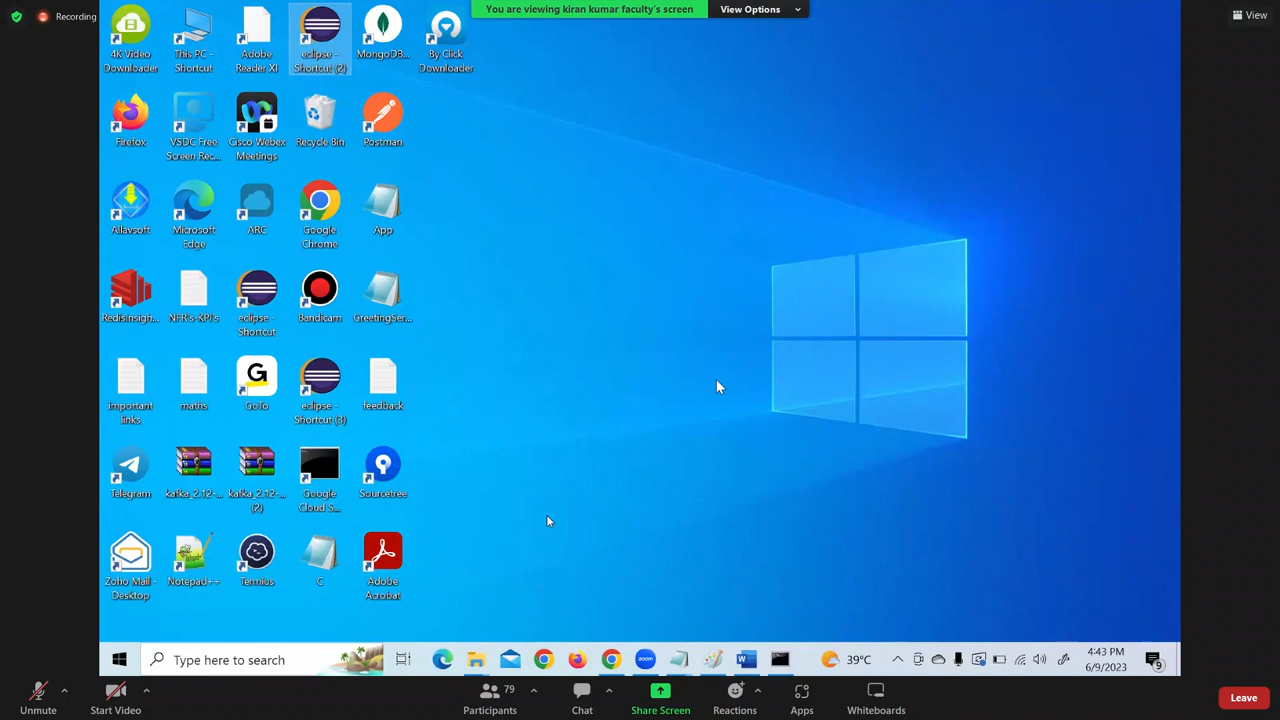 Recording
You are viewing kiran kumar faculty's screen
View Options
View
4K Video
Downloader
This PC -
Shortcut
Adobe
Reader XI
eclipse -
Shortcut (2)
MongoDB...
By Click
Downloader
Firefox
VSDC Free
Screen Rec...
Cisco Webex
Meetings
Recycle Bin
Postman
Allavsoft
Microsoft
Edge
ARC
Google
Chrome
App
RedisInsigh...
NFR's-KPI's
eclipse -
Shortcut
Bandicam
GreetingSer...
important
links
maths
GoTo
eclipse -
Shortcut (3)
feedback
Telegram
kafka_2.12-...
kafka_2.12-...
(2)
Google
Cloud S...
Sourcetree
Zoho Mail -
Desktop
Notepad++
Termius
C
Adobe
Acrobat
Type here to search
zoom
39°C
4:43 PM
6/9/2023
9
Unmute
Start Video
79
Participants
Chat
Share Screen
Reactions
Apps
Whiteboards
Leave